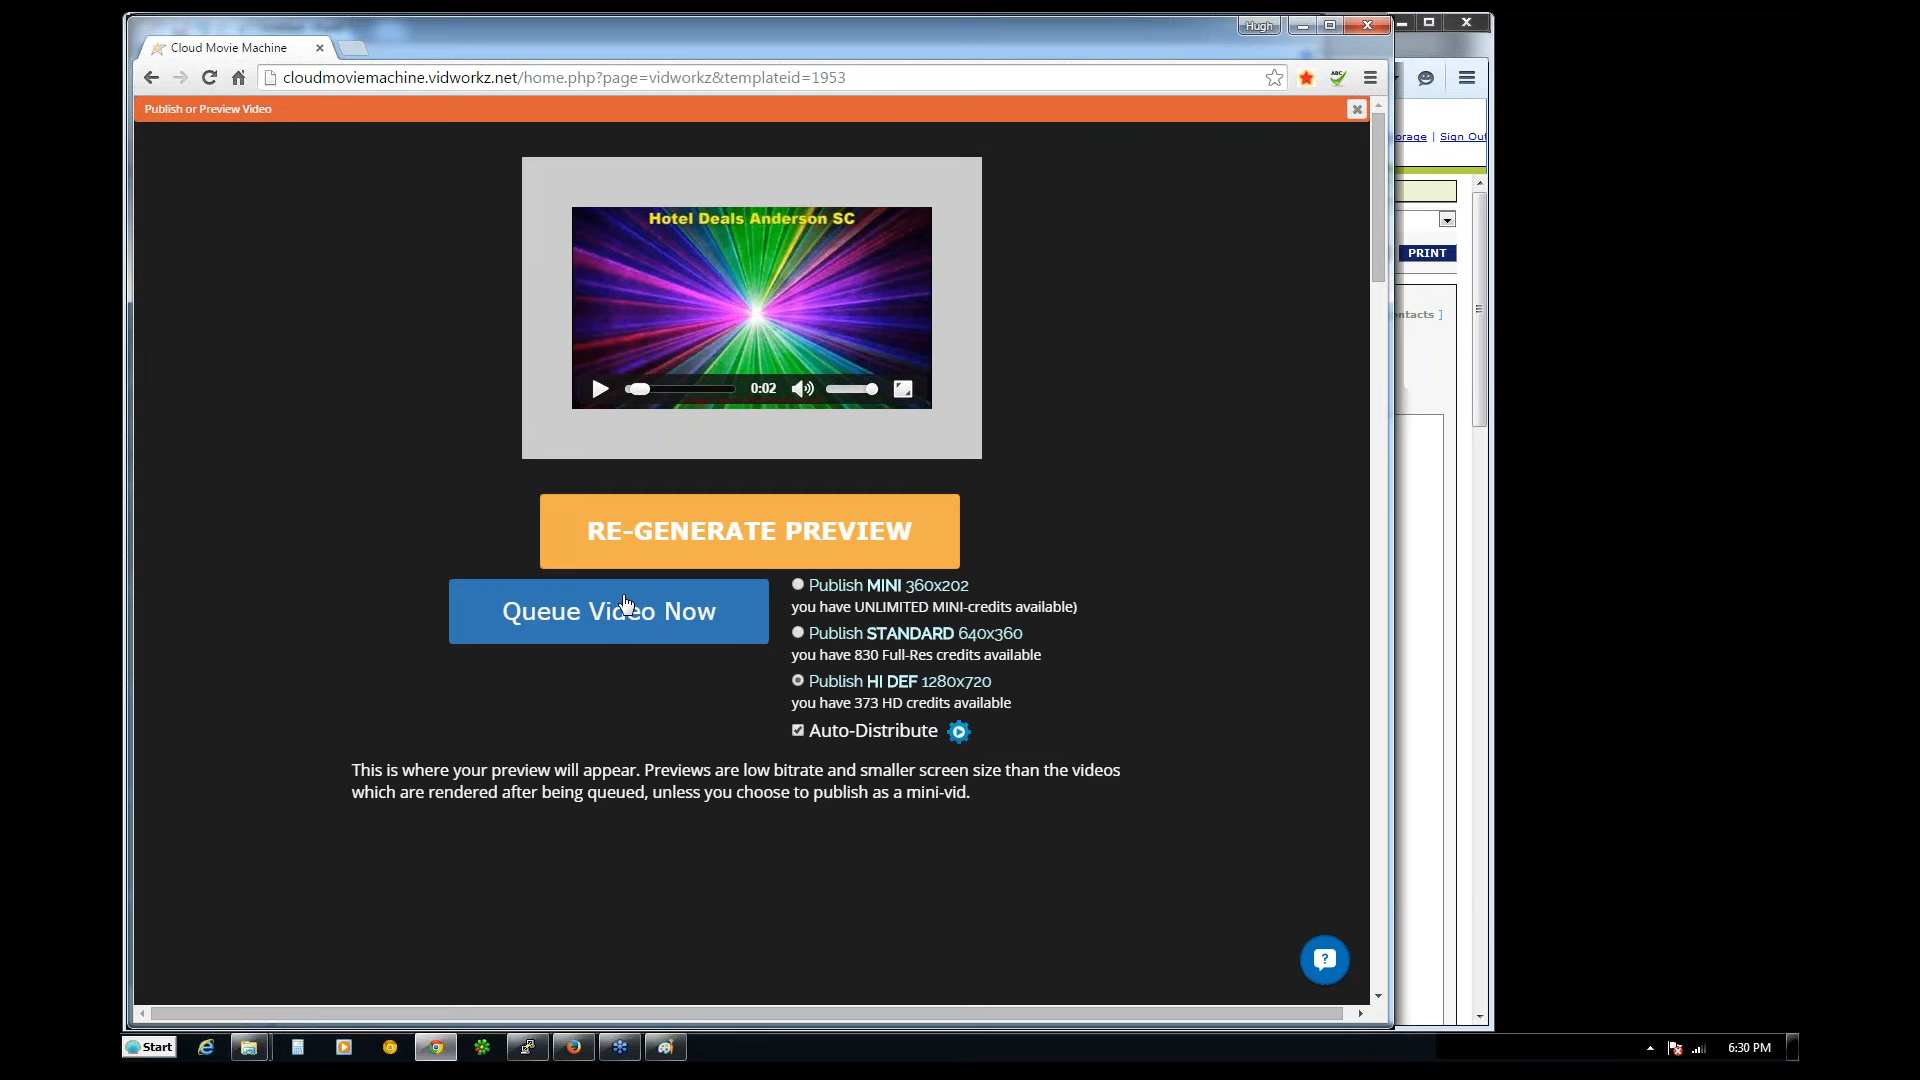 Hugh
Cloud Movie Machine
cloudmoviemachine.vidworkz.net/home.php?page=vidworkz&templateid=1953
ABC
Publish or Preview Video
orage | Sign Out
PRINT
ntacts ]
Hotel Deals Anderson SC
0:02
RE-GENERATE PREVIEW
Queue Video Now
Publish MINI 360x202
you have UNLIMITED MINI-credits available)
Publish STANDARD 640x360
you have 830 Full-Res credits available
Publish HI DEF 1280x720
you have 373 HD credits available
Auto-Distribute
This is where your preview will appear. Previews are low bitrate and smaller screen size than the videos
which are rendered after being queued, unless you choose to publish as a mini-vid.
?
Start
6:30 PM